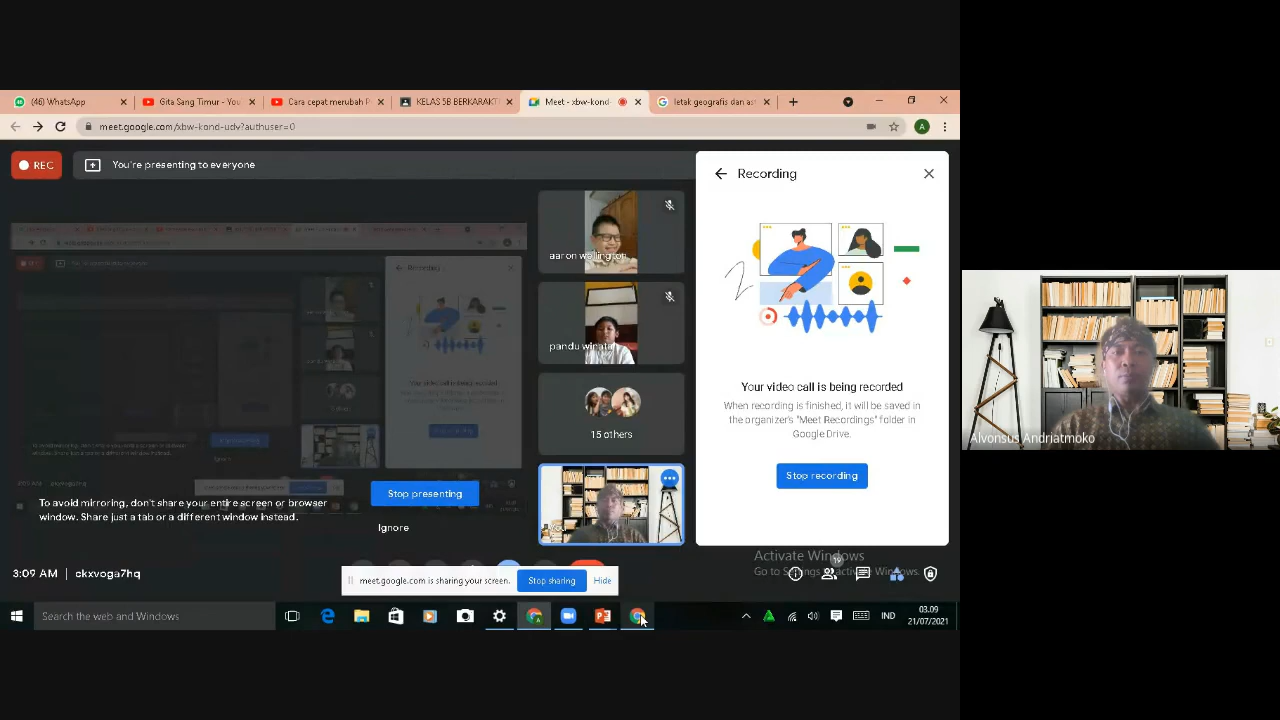 (46) WhatsApp
Gita Sang Timur - You
Cara cepat merubah P
KELAS 5B BERKARAKT
Meet - xbw-kond-
letak geografis dan as
meet.google.com/xbw-kond-udv?authuser=0
REC
You're presenting to everyone
Recording
aaron wellington
pandu winata
15 others
You
Your video call is being recorded
When recording is finished, it will be saved in
the organizer's "Meet Recordings" folder in
Google Drive.
Stop recording
To avoid mirroring, don't share your entire screen or browser
window. Share just a tab or a different window instead.
Stop presenting
Ignore
Activate Windows
Go to Settings to activate Windows.
3:09 AM | ckxvoga7hq
19
meet.google.com is sharing your screen.
Stop sharing
Hide
Search the web and Windows
IND
03.09
21/07/2021
Alvonsus Andriatmoko